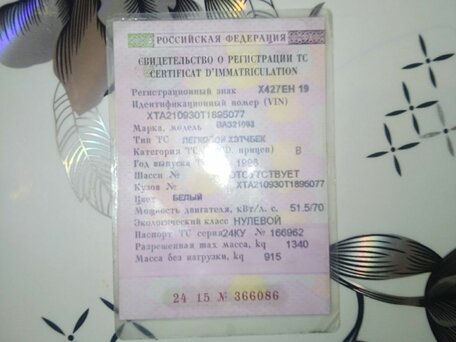 РОССИЙСКАЯ ФЕДЕРАЦИЯ
СВИДЕТЕЛЬСТВО О РЕГИСТРАЦИИ ТС
CERTIFICAT D'IMMATRICULATION
Регистрационный знак Х427ЕН 19
Идентификационный номер (VIN)
XTA210930T1895077
Марка, модель ВАЗ21093
Тип ТС ЛЕГКОВОЙ ХЭТЧБЕК
Категория ТС прицеп) B
Год выпуска ТС 1996
Шасси № ОТСУТСТВУЕТ
Кузов № XTA210930T1895077
Цвет БЕЛЫЙ
Мощность двигателя, кВт/л. с. 51.5/70
Экологический класс НУЛЕВОЙ
Паспорт ТС серия 24КУ № 166962
Разрешенная max масса, kg 1340
Масса без нагрузки, kg 915
24 15 № 366086